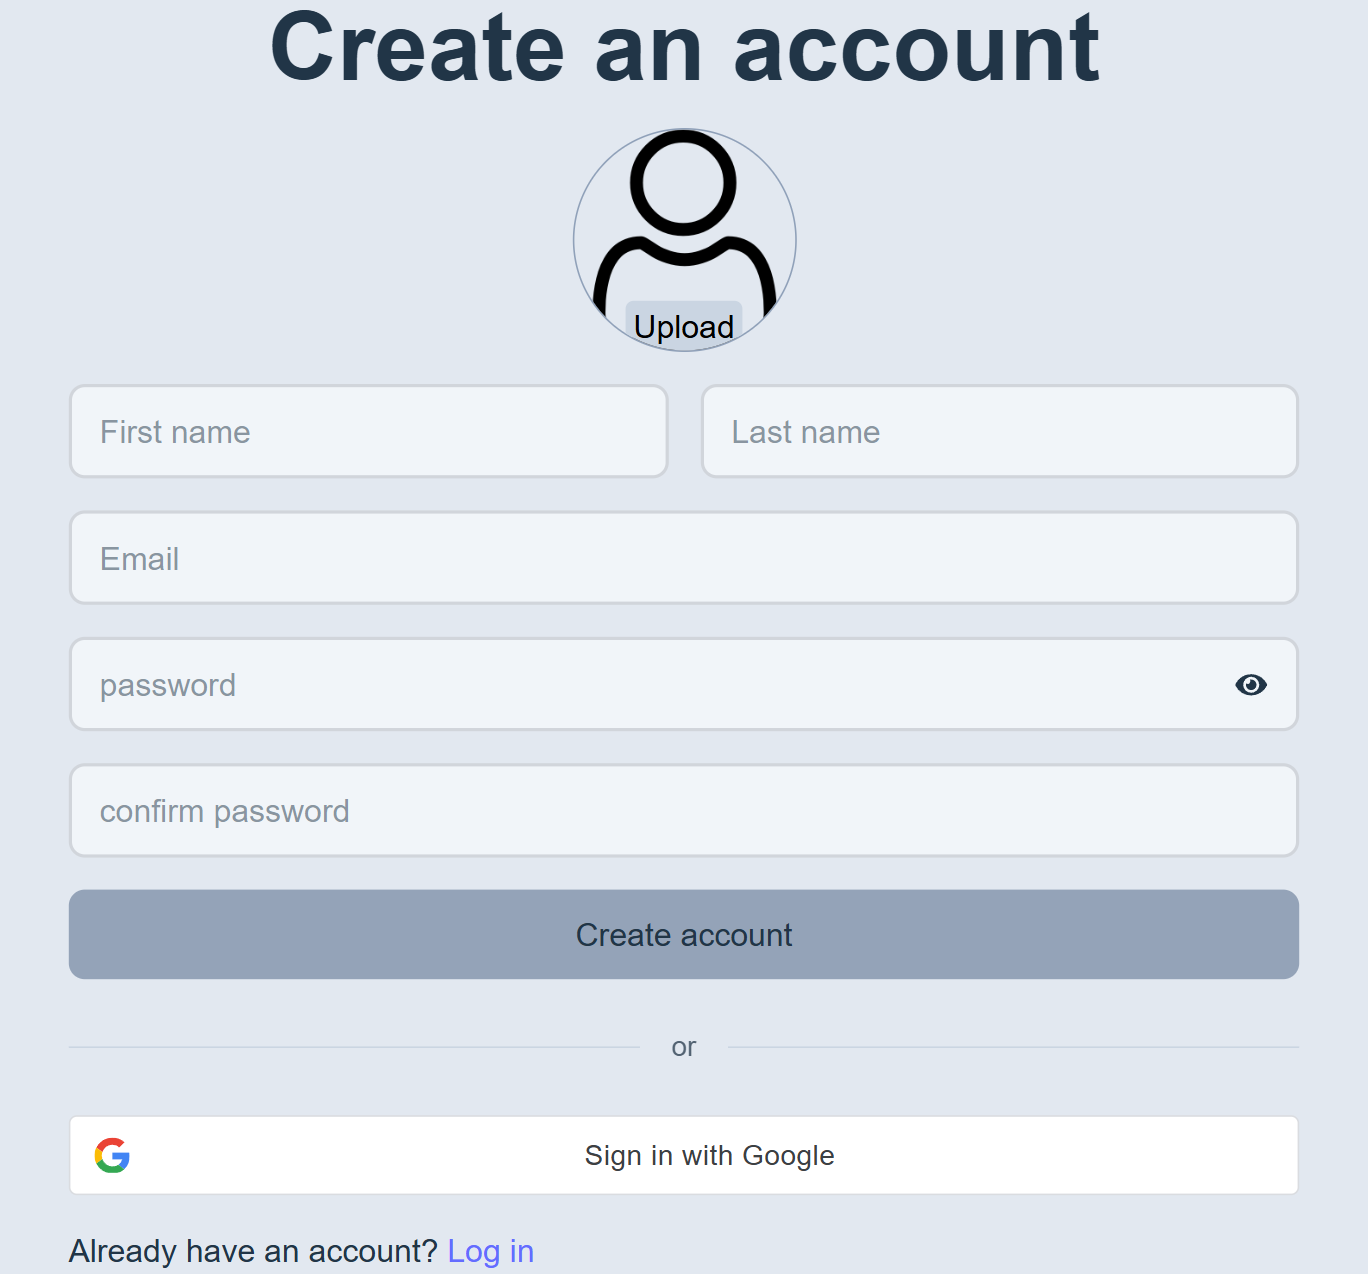 Create an account
Upload
First name
Last name
Email
password
confirm password
Create account
or
Sign in with Google
Already have an account? Log in